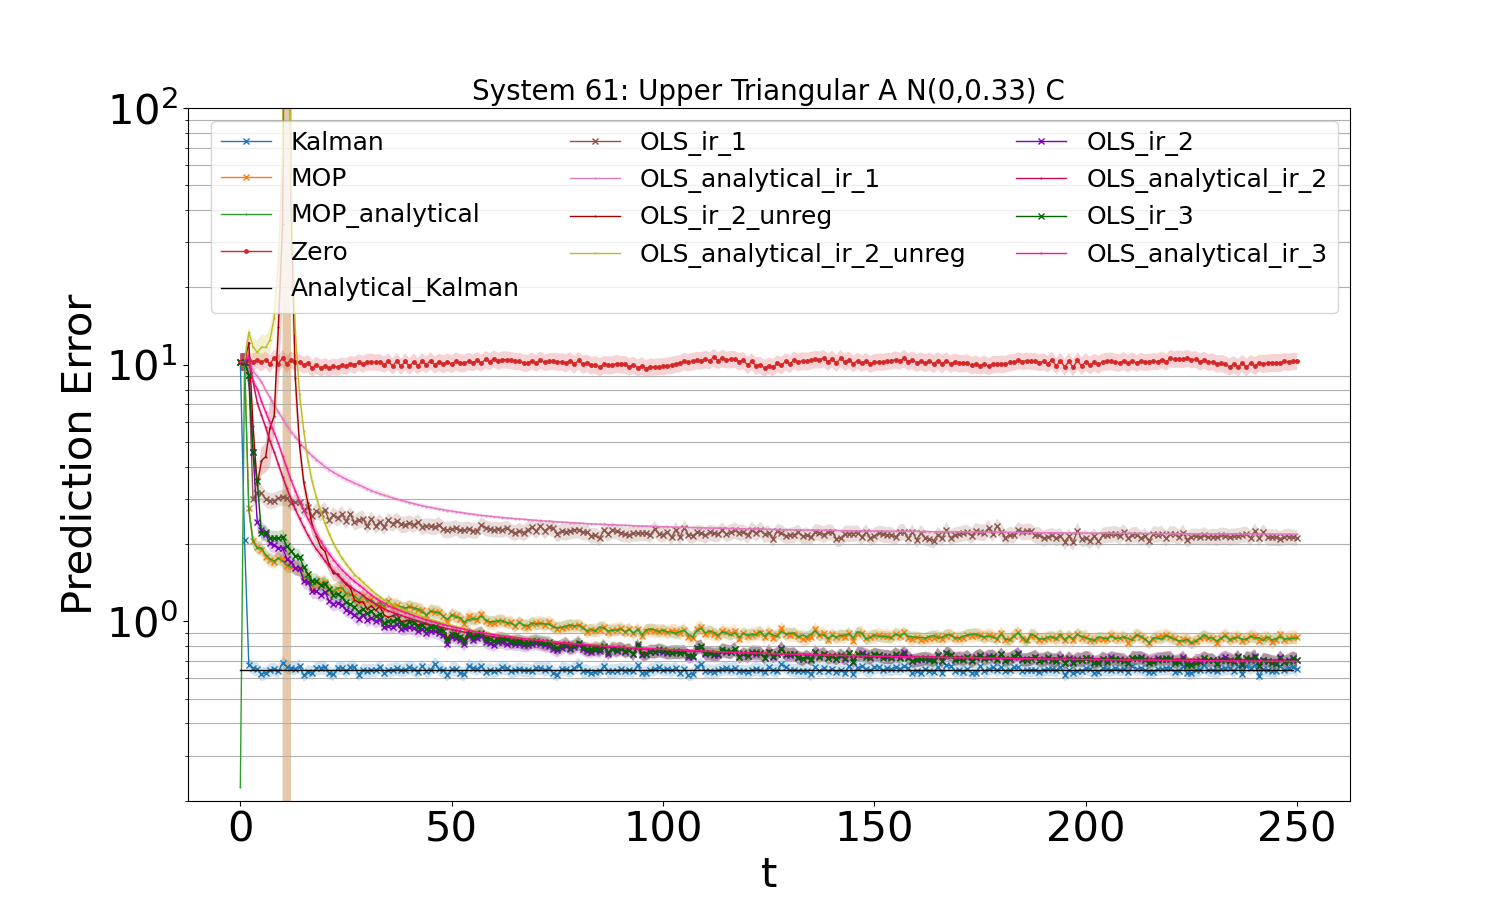 System 61: Upper Triangular A N(0,0.33) C
Prediction Error
10²
10¹
10⁰
Kalman
MOP
MOP_analytical
Zero
Analytical_Kalman
OLS_ir_1
OLS_analytical_ir_1
OLS_ir_2_unreg
OLS_analytical_ir_2_unreg
OLS_ir_2
OLS_analytical_ir_2
OLS_ir_3
OLS_analytical_ir_3
0 50 100 150 200 250
t